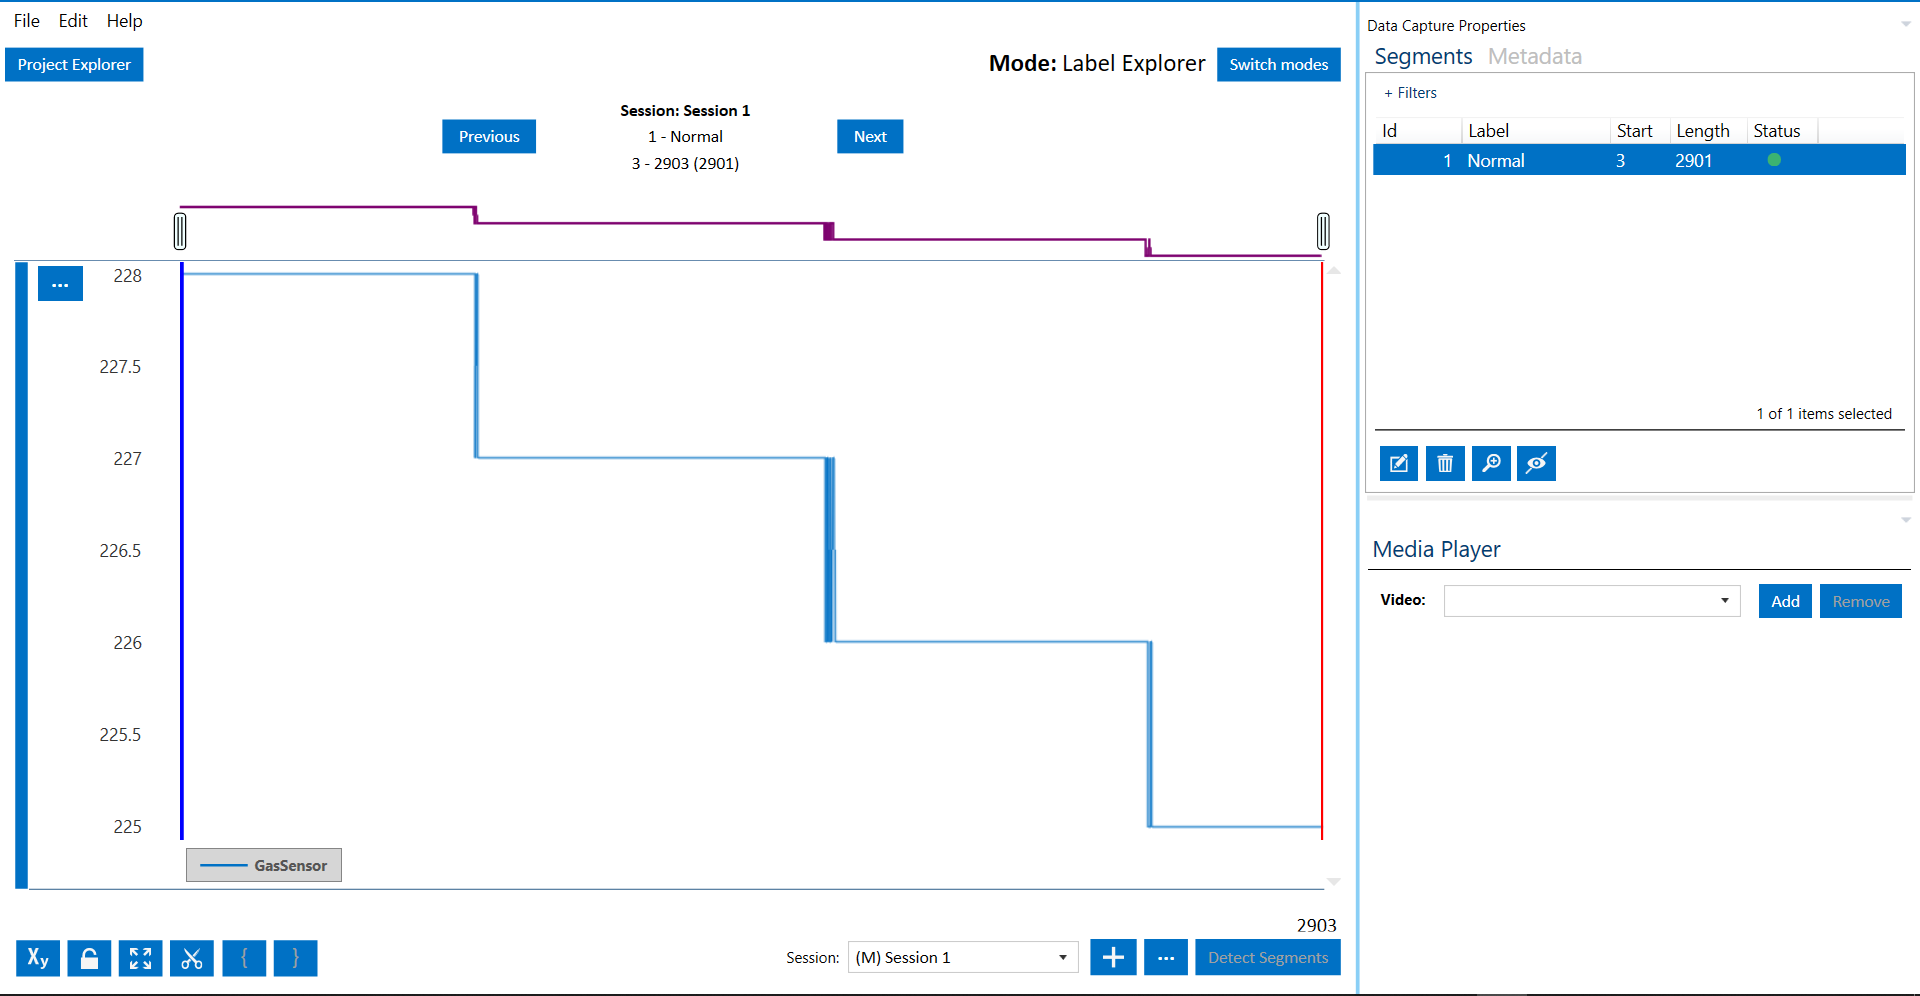 File Edit Help
Project Explorer
Mode: Label Explorer
Switch modes
Session: Session 1
Previous
1 - Normal
Next
3 - 2903 (2901)
...
228
227.5
227
226.5
226
225.5
225
GasSensor
2903
Xy
{
}
Session:
(M) Session 1
+
...
Detect Segments
Data Capture Properties
Segments Metadata
+ Filters
Id Label Start Length Status
1 Normal 3 2901
1 of 1 items selected
Media Player
Video:
Add
Remove